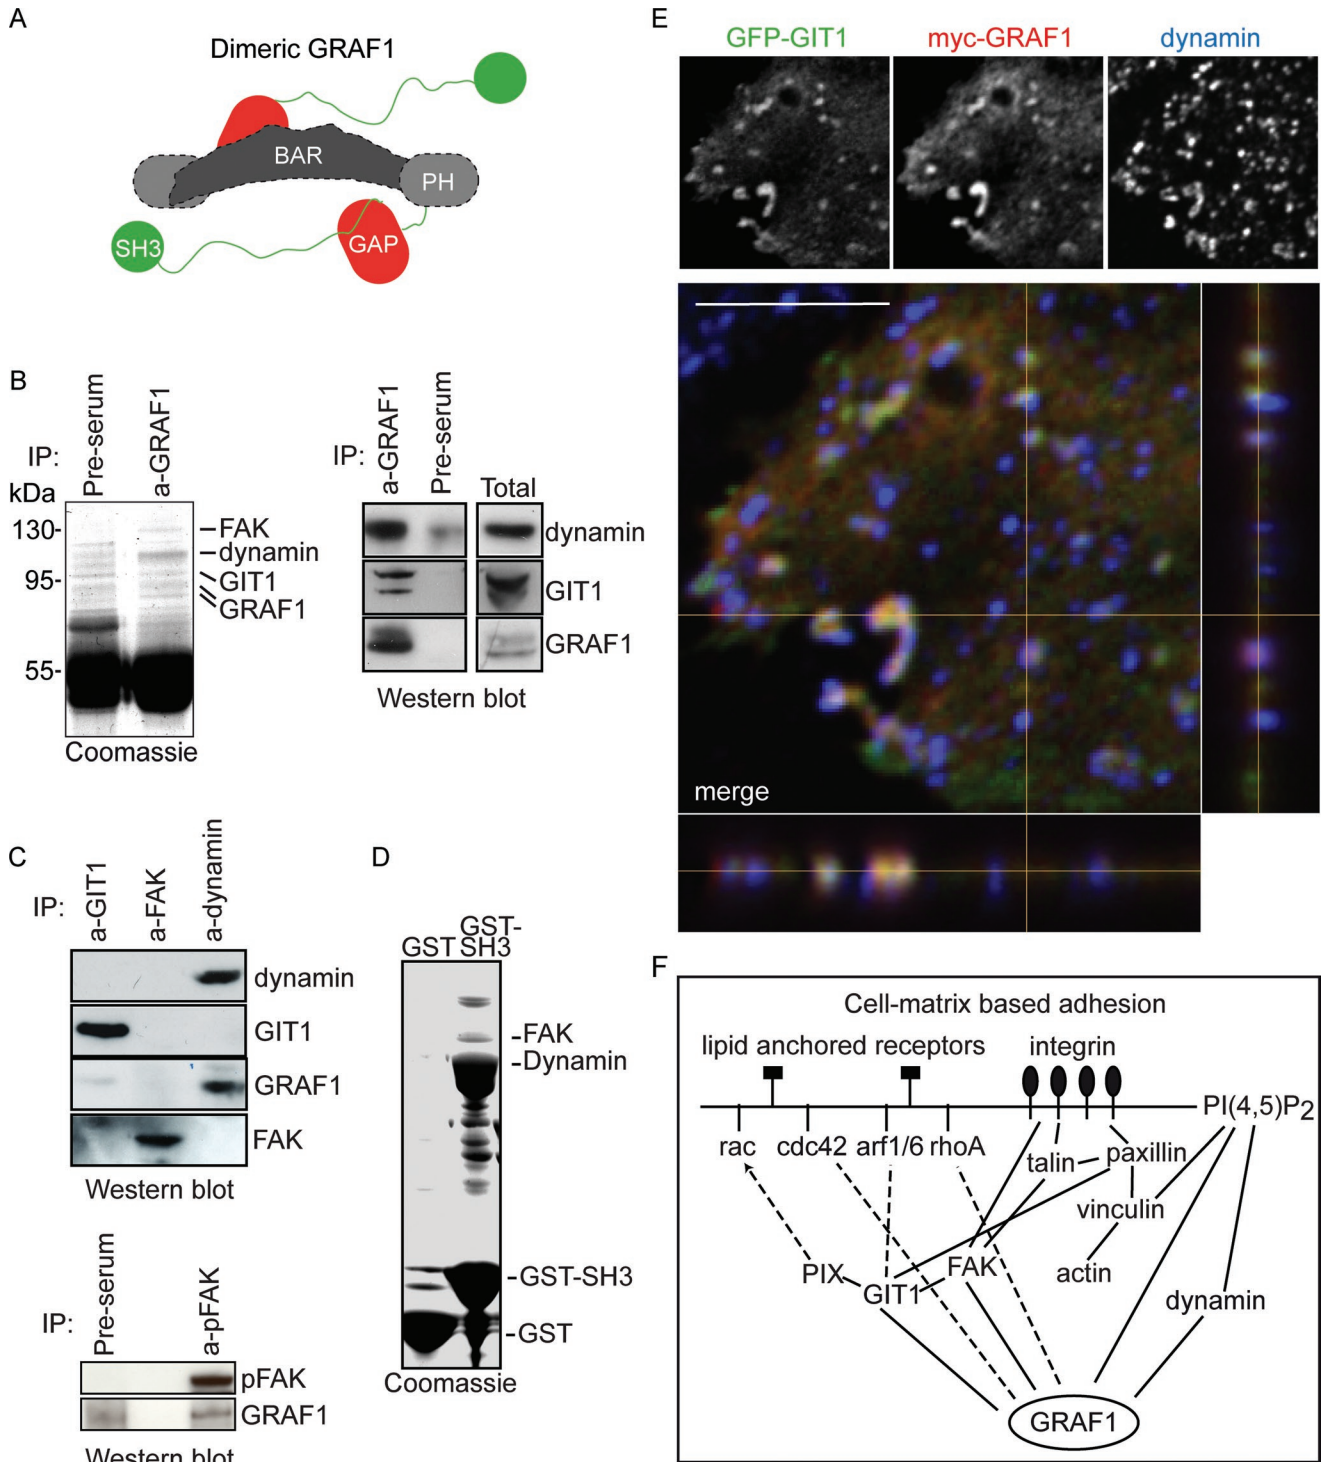 A
Dimeric GRAF1
BAR
PH
SH3
GAP
B
IP:
Pre-serum
a-GRAF1
kDa
130-
95-
55-
FAK
dynamin
GIT1
GRAF1
Coomassie
IP:
a-GRAF1
Pre-serum
Total
dynamin
GIT1
GRAF1
Western blot
C
IP:
a-GIT1
a-FAK
a-dynamin
dynamin
GIT1
GRAF1
FAK
Western blot
IP:
Pre-serum
a-pFAK
pFAK
GRAF1
Western blot
D
GST
GST-
SH3
-FAK
-Dynamin
-GST-SH3
-GST
Coomassie
E
GFP-GIT1
myc-GRAF1
dynamin
merge
F
Cell-matrix based adhesion
lipid anchored receptors
integrin
PI(4,5)P2
rac
cdc42
arf1/6
rhoA
talin
paxillin
vinculin
PIX
GIT1
FAK
actin
dynamin
GRAF1